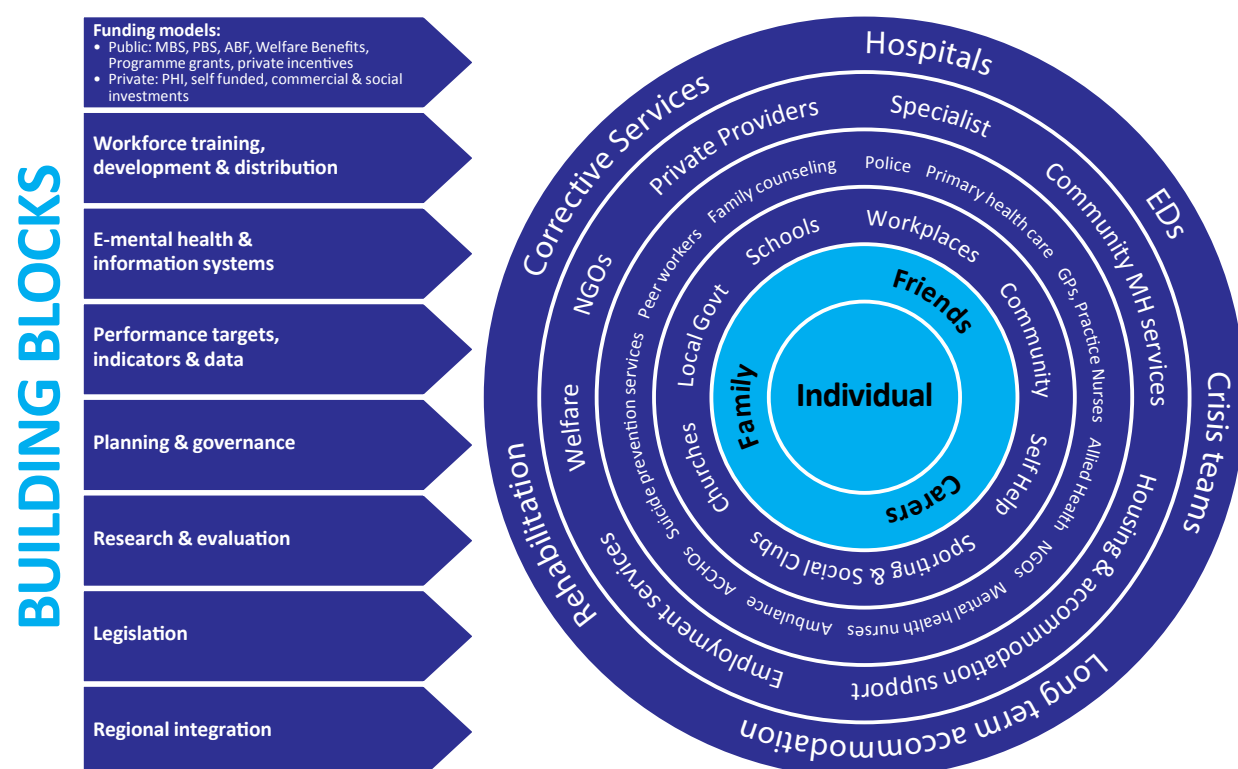 BUILDING BLOCKS
Funding models:
• Public: MBS, PBS, ABF, Welfare Benefits,
Programme grants, private incentives
• Private: PHI, self funded, commercial & social
investments
Workforce training,
development & distribution
E-mental health &
information systems
Performance targets,
indicators & data
Planning & governance
Research & evaluation
Legislation
Regional integration
Hospitals
EDs
Crisis teams
Long term accommodation
Rehabilitation
Corrective Services
Specialist
Community MH services
Housing & accommodation support
Employment services
Welfare
NGOs
Private Providers
Police
Primary health care
GPs, Practice Nurses
Allied Health
NGOs
Mental health nurses
Ambulance
ACCHOs
Suicide prevention services
Peer workers
Family counseling
Workplaces
Community
Self Help
Sporting & Social Clubs
Churches
Local Govt
Schools
Friends
Carers
Family
Individual